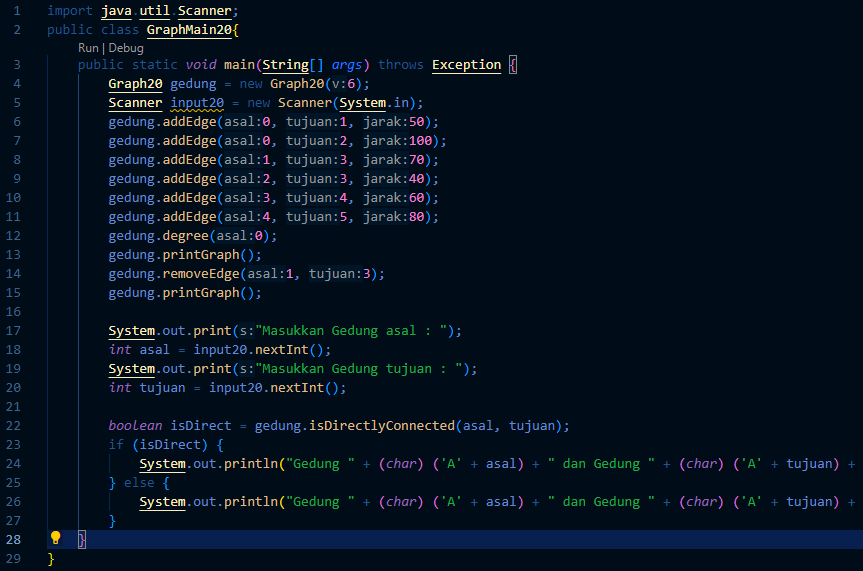 1 import java.util.Scanner;
2 public class GraphMain20{
Run | Debug
3 public static void main(String[] args) throws Exception {
4 Graph20 gedung = new Graph20(v:6);
5 Scanner input20 = new Scanner(System.in);
6 gedung.addEdge(asal:0, tujuan:1, jarak:50);
7 gedung.addEdge(asal:0, tujuan:2, jarak:100);
8 gedung.addEdge(asal:1, tujuan:3, jarak:70);
9 gedung.addEdge(asal:2, tujuan:3, jarak:40);
10 gedung.addEdge(asal:3, tujuan:4, jarak:60);
11 gedung.addEdge(asal:4, tujuan:5, jarak:80);
12 gedung.degree(asal:0);
13 gedung.printGraph();
14 gedung.removeEdge(asal:1, tujuan:3);
15 gedung.printGraph();
16
17 System.out.print(s:"Masukkan Gedung asal : ");
18 int asal = input20.nextInt();
19 System.out.print(s:"Masukkan Gedung tujuan : ");
20 int tujuan = input20.nextInt();
21
22 boolean isDirect = gedung.isDirectlyConnected(asal, tujuan);
23 if (isDirect) {
24 System.out.println("Gedung " + (char) ('A' + asal) + " dan Gedung " + (char) ('A' + tujuan) +
25 } else {
26 System.out.println("Gedung " + (char) ('A' + asal) + " dan Gedung " + (char) ('A' + tujuan) +
27 }
28 }
29 }